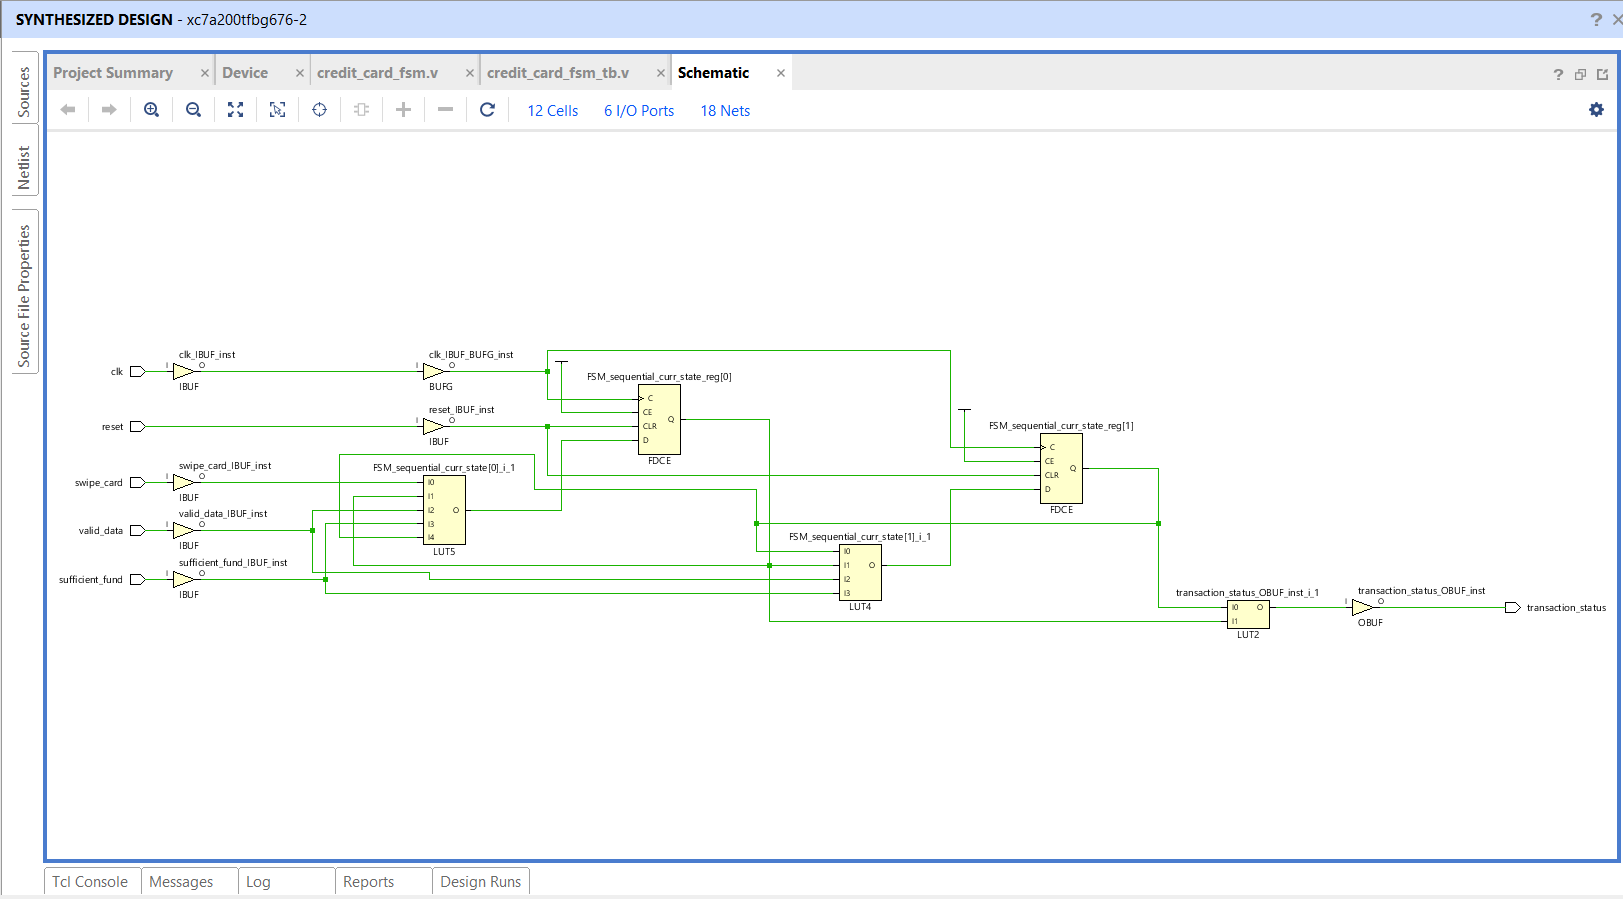 SYNTHESIZED DESIGN - xc7a200tfbg676-2
? ×
Sources
Netlist
Source File Properties
Project Summary × Device × credit_card_fsm.v × credit_card_fsm_tb.v × Schematic ×
?
12 Cells 6 I/O Ports 18 Nets
clk
I clk_IBUF_inst O
IBUF
I clk_IBUF_BUFG_inst O
BUFG
reset
I reset_IBUF_inst O
IBUF
swipe_card
I swipe_card_IBUF_inst O
IBUF
valid_data
I valid_data_IBUF_inst O
IBUF
sufficient_fund
I sufficient_fund_IBUF_inst O
IBUF
FSM_sequential_curr_state[0]_i_1
I0
I1
I2 O
I3
I4
LUT5
FSM_sequential_curr_state_reg[0]
C
CE
CLR Q
D
FDCE
FSM_sequential_curr_state[1]_i_1
I0
I1 O
I2
I3
LUT4
FSM_sequential_curr_state_reg[1]
C
CE
CLR Q
D
FDCE
transaction_status_OBUF_inst_i_1
I0 O
I1
LUT2
transaction_status_OBUF_inst
I O
OBUF
transaction_status
Tcl Console Messages Log Reports Design Runs